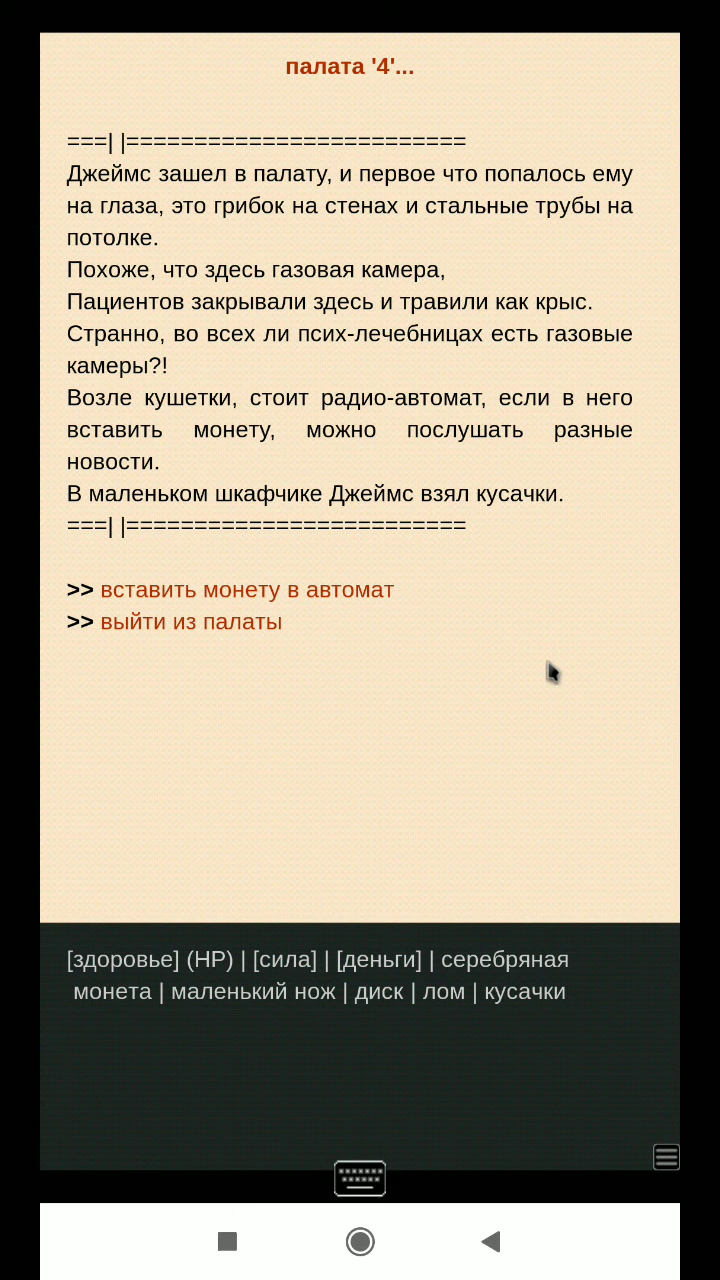 палата '4'...
===| |=========================
Джеймс зашел в палату, и первое что попалось ему
на глаза, это грибок на стенах и стальные трубы на
потолке.
Похоже, что здесь газовая камера,
Пациентов закрывали здесь и травили как крыс.
Странно, во всех ли псих-лечебницах есть газовые
камеры?!
Возле кушетки, стоит радио-автомат, если в него
вставить монету, можно послушать разные
новости.
В маленьком шкафчике Джеймс взял кусачки.
===| |=========================
>> вставить монету в автомат
>> выйти из палаты
[здоровье] (HP) | [сила] | [деньги] | серебряная
монета | маленький нож | диск | лом | кусачки